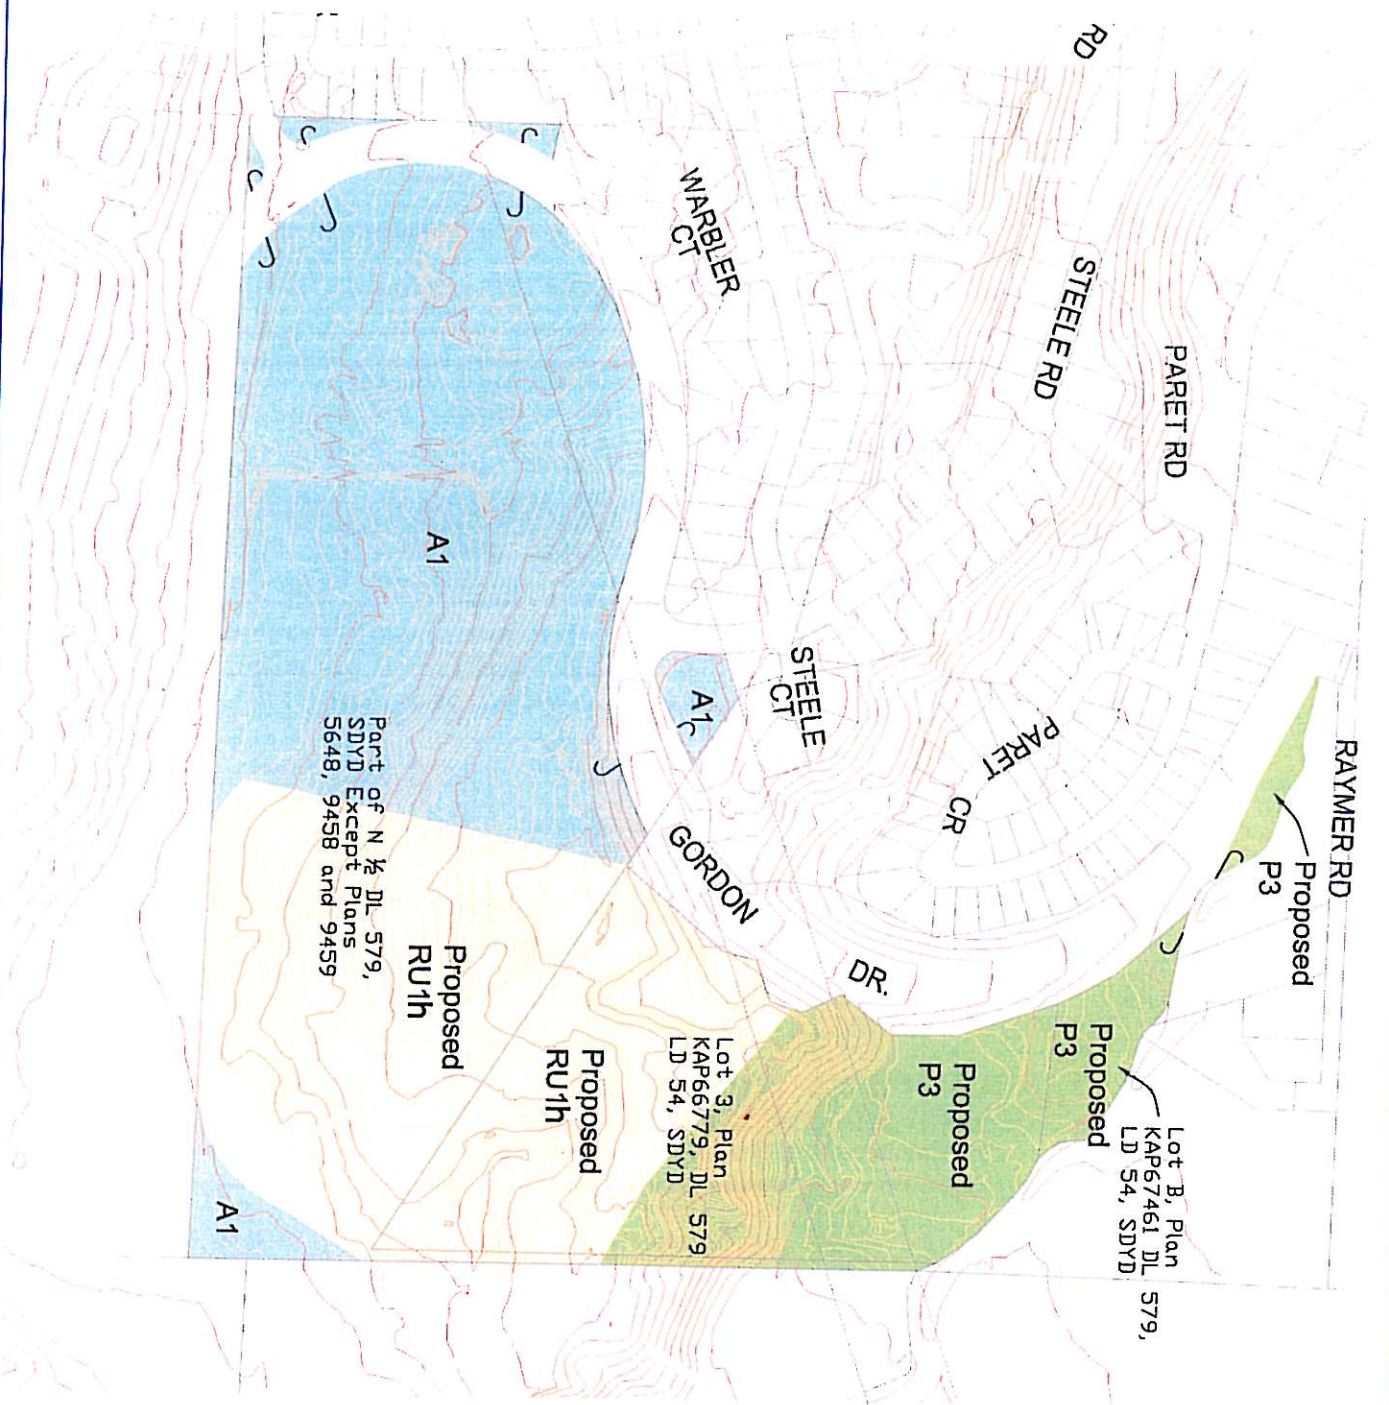 RD
STEELE RD
PARET RD
WARBLER
CT
RAYMER RD
Proposed
P3
PARET
CR
STEELE
CT
A1
A1
GORDON
DR.
Proposed
P3
Proposed
P3
Lot B, Plan
KAP67461 DL 579,
LD 54, SDYD
Lot 3, Plan
KAP66779, DL 579
LD 54, SDYD
Part of N ½ DL 579,
SDYD Except Plans
5648, 9458 and 9459
Proposed
RU1h
Proposed
RU1h
A1